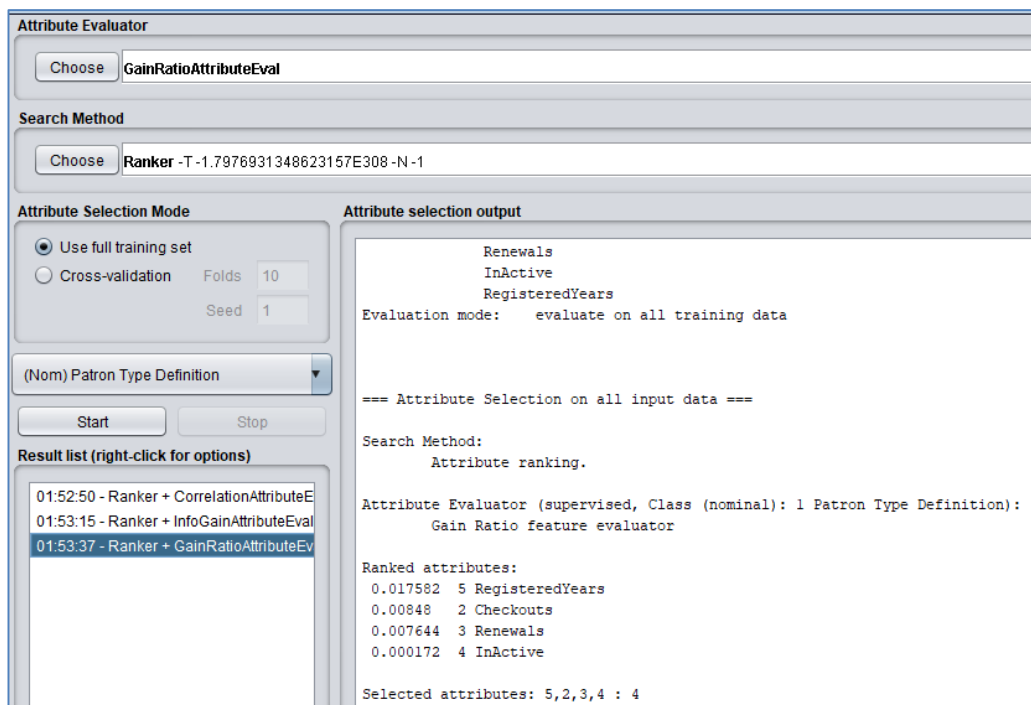 Attribute Evaluator
Choose GainRatioAttributeEval
Search Method
Choose Ranker -T -1.7976931348623157E308 -N -1
Attribute Selection Mode
Use full training set
Cross-validation Folds 10
Seed 1
(Nom) Patron Type Definition
Start Stop
Result list (right-click for options)
01:52:50 - Ranker + CorrelationAttributeE
01:53:15 - Ranker + InfoGainAttributeEval
01:53:37 - Ranker + GainRatioAttributeEv
Attribute selection output
Renewals
InActive
RegisteredYears
Evaluation mode: evaluate on all training data
=== Attribute Selection on all input data ===
Search Method:
Attribute ranking.
Attribute Evaluator (supervised, Class (nominal): 1 Patron Type Definition):
Gain Ratio feature evaluator
Ranked attributes:
0.017582 5 RegisteredYears
0.00848 2 Checkouts
0.007644 3 Renewals
0.000172 4 InActive
Selected attributes: 5,2,3,4 : 4